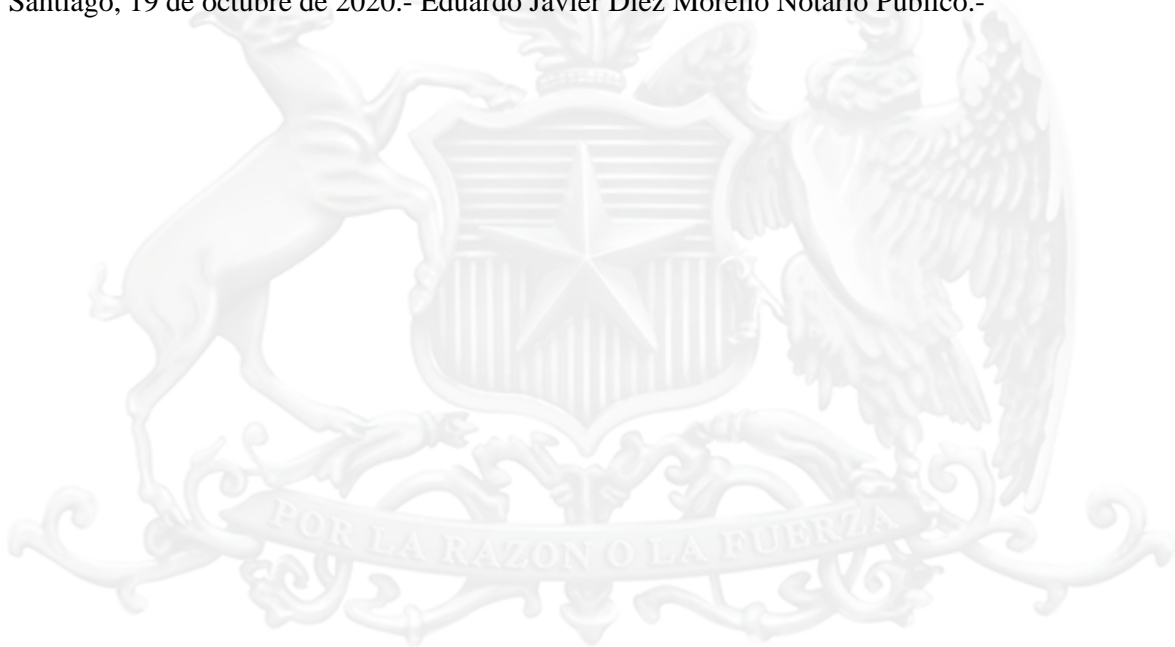 Santiago, 19 de octubre de 2020.- Eduardo Javier Diez Morello Notario Público.-
POR LA RAZON O LA FUERZA